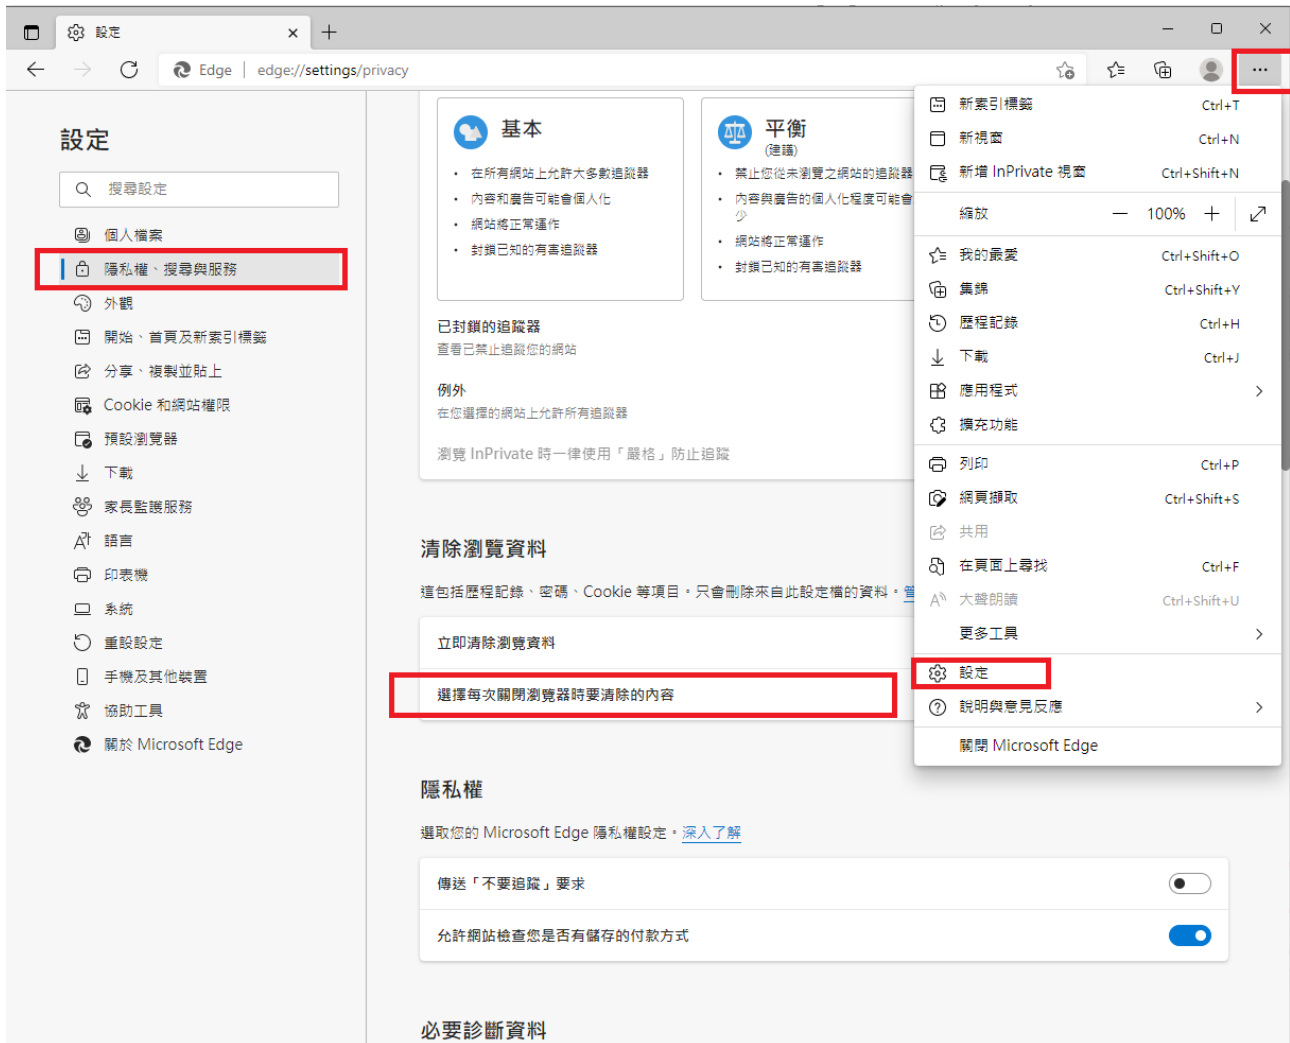 設定
Edge | edge://settings/privacy
設定
搜尋設定
個人檔案
隱私權、搜尋與服務
外觀
開始、首頁及新索引標籤
分享、複製並貼上
Cookie 和網站權限
預設瀏覽器
下載
家長監護服務
語言
印表機
系統
重設設定
手機及其他裝置
協助工具
關於 Microsoft Edge
基本
• 在所有網站上允許大多數追蹤器
• 內容和廣告可能會個人化
• 網站將正常運作
• 封鎖已知的有害追蹤器
平衡
(建議)
• 禁止您從未瀏覽之網站的追蹤器
• 內容與廣告的個人化程度可能會
少
• 網站將正常運作
• 封鎖已知的有害追蹤器
已封鎖的追蹤器
查看已禁止追蹤您的網站
例外
在您選擇的網站上允許所有追蹤器
瀏覽 InPrivate 時一律使用「嚴格」防止追蹤
清除瀏覽資料
這包括歷程記錄、密碼、Cookie 等項目。只會刪除來自此設定檔的資料。管
立即清除瀏覽資料
選擇每次關閉瀏覽器時要清除的內容
隱私權
選取您的 Microsoft Edge 隱私權設定。深入了解
傳送「不要追蹤」要求
允許網站檢查您是否有儲存的付款方式
必要診斷資料
新索引標籤 Ctrl+T
新視窗 Ctrl+N
新增 InPrivate 視窗 Ctrl+Shift+N
縮放 — 100% +
我的最愛 Ctrl+Shift+O
集錦 Ctrl+Shift+Y
歷程記錄 Ctrl+H
下載 Ctrl+J
應用程式
擴充功能
列印 Ctrl+P
網頁擷取 Ctrl+Shift+S
共用
在頁面上尋找 Ctrl+F
大聲朗讀 Ctrl+Shift+U
更多工具
設定
說明與意見反應
關閉 Microsoft Edge